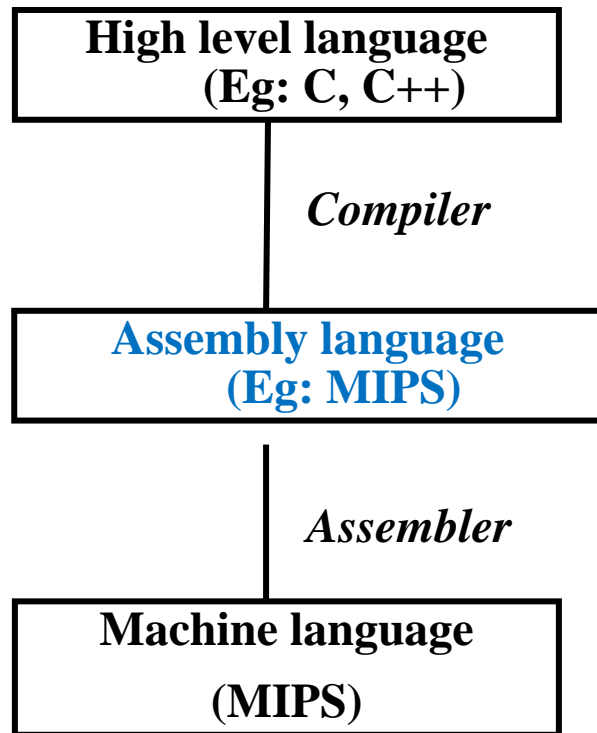 High level language
(Eg: C, C++)
Compiler
Assembly language
(Eg: MIPS)
Assembler
Machine language
(MIPS)